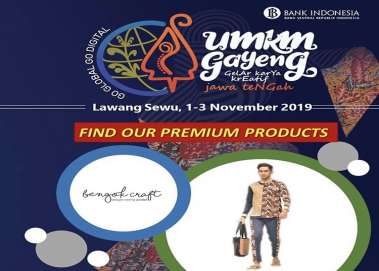 BANK INDONESIA
BANK SENTRAL REPUBLIK INDONESIA
GO GLOBAL GO DIGITAL
UMKM
gayeng
GeLAr karYa
krEatif
jawa teNGah
Lawang Sewu, 1-3 November 2019
FIND OUR PREMIUM PRODUCTS
bengok craft